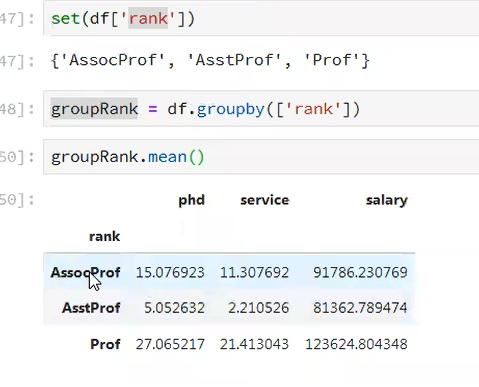 47]: set(df['rank'])
47]: {'AssocProf', 'AsstProf', 'Prof'}
48]: groupRank = df.groupby(['rank'])
50]: groupRank.mean()
50]:
phd service salary
rank
AssocProf 15.076923 11.307692 91786.230769
AsstProf 5.052632 2.210526 81362.789474
Prof 27.065217 21.413043 123624.804348